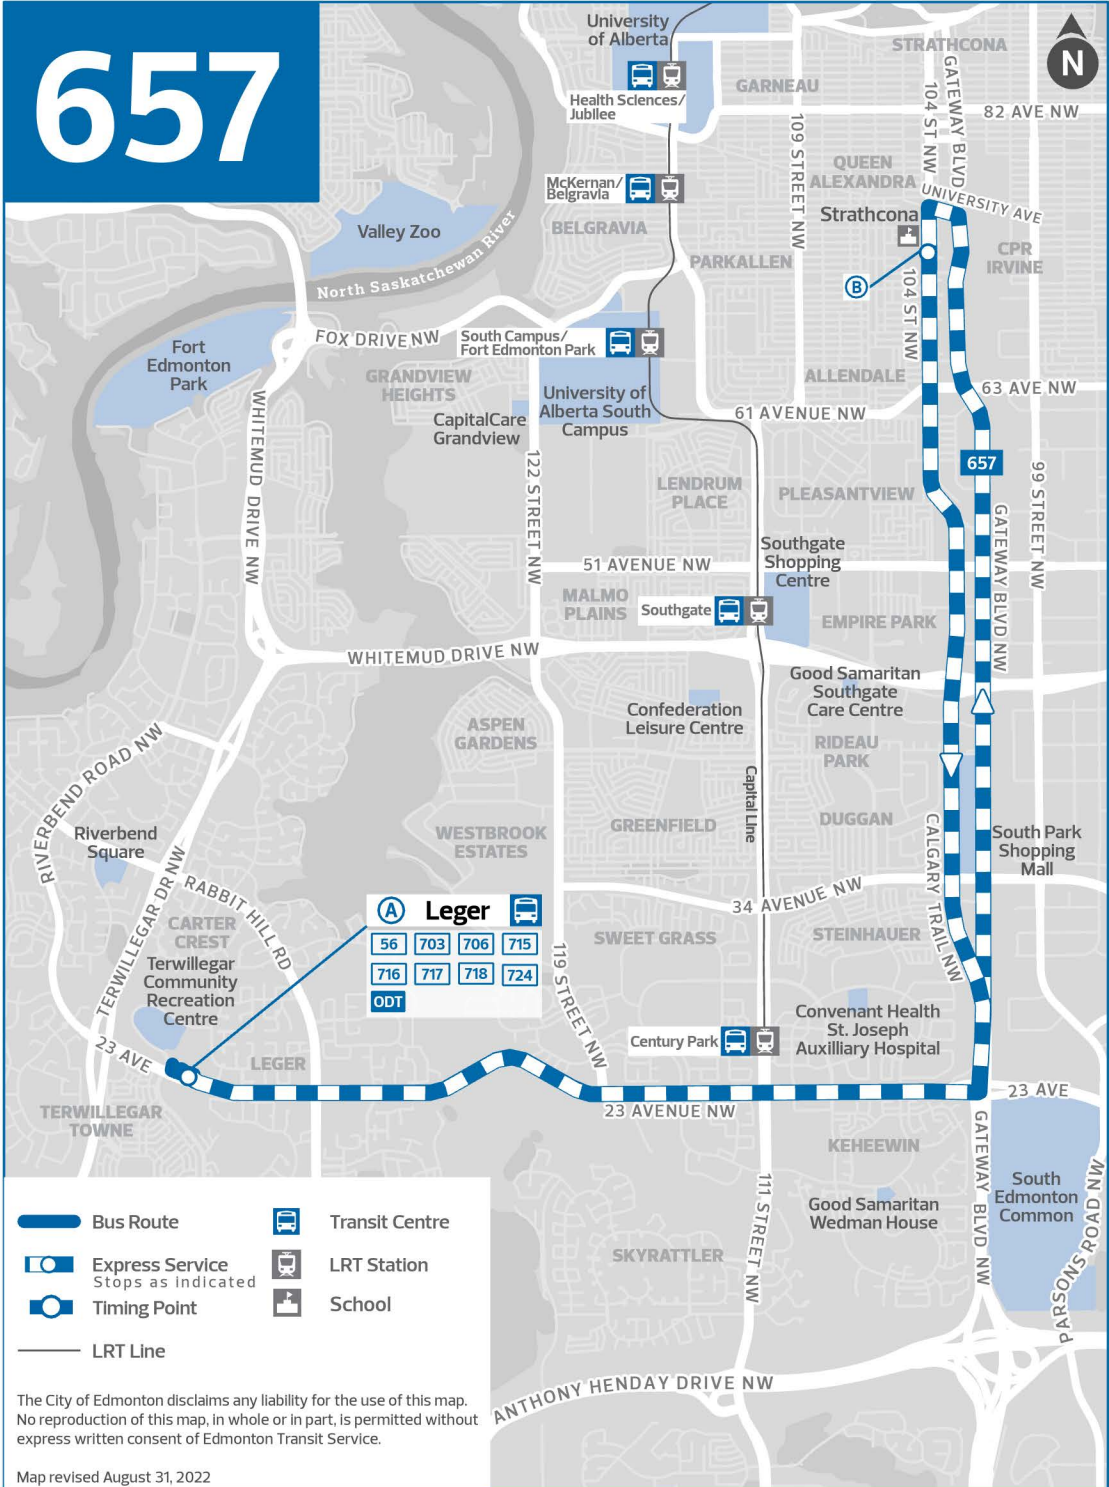 657
N
University
of Alberta
Health Sciences/
Jubilee
STRATHCONA
GARNEAU
82 AVE NW
104 ST NW
GATEWAY BLVD
109 STREET NW
QUEEN
ALEXANDRA
UNIVERSITY AVE
McKernan/
Belgravia
BELGRAVIA
Strathcona
Valley Zoo
North Saskatchewan River
PARKALLEN
CPR
IRVINE
B
104 ST NW
FOX DRIVE NW
South Campus/
Fort Edmonton Park
Fort
Edmonton
Park
GRANDVIEW
HEIGHTS
ALLENDALE
63 AVE NW
University of
Alberta South
Campus
61 AVENUE NW
CapitalCare
Grandview
WHITEMUD DRIVE NW
122 STREET NW
657
99 STREET NW
LENDRUM
PLACE
PLEASANTVIEW
GATEWAY BLVD NW
Southgate
Shopping
Centre
51 AVENUE NW
MALMO
PLAINS
Southgate
EMPIRE PARK
WHITEMUD DRIVE NW
Good Samaritan
Southgate
Care Centre
Confederation
Leisure Centre
ASPEN
GARDENS
RIDEAU
PARK
RIVERBEND ROAD NW
Capital Line
Riverbend
Square
WESTBROOK
ESTATES
GREENFIELD
DUGGAN
CALGARY TRAIL NW
South Park
Shopping
Mall
TERWILLEGAR DR NW
RABBIT HILL RD
34 AVENUE NW
A Leger
56 703 706 715
716 717 718 724
ODT
CARTER
CREST
SWEET GRASS
STEINHAUER
119 STREET NW
Terwillegar
Community
Recreation
Centre
Convenant Health
St. Joseph
Auxilliary Hospital
Century Park
23 AVE
LEGER
23 AVENUE NW
23 AVE
TERWILLEGAR
TOWNE
KEHEEWIN
GATEWAY BLVD NW
South
Edmonton
Common
PARSONS ROAD NW
111 STREET NW
Good Samaritan
Wedman House
SKYRATTLER
ANTHONY HENDAY DRIVE NW
Bus Route
Transit Centre
Express Service
Stops as indicated
LRT Station
Timing Point
School
LRT Line
The City of Edmonton disclaims any liability for the use of this map.
No reproduction of this map, in whole or in part, is permitted without
express written consent of Edmonton Transit Service.
Map revised August 31, 2022